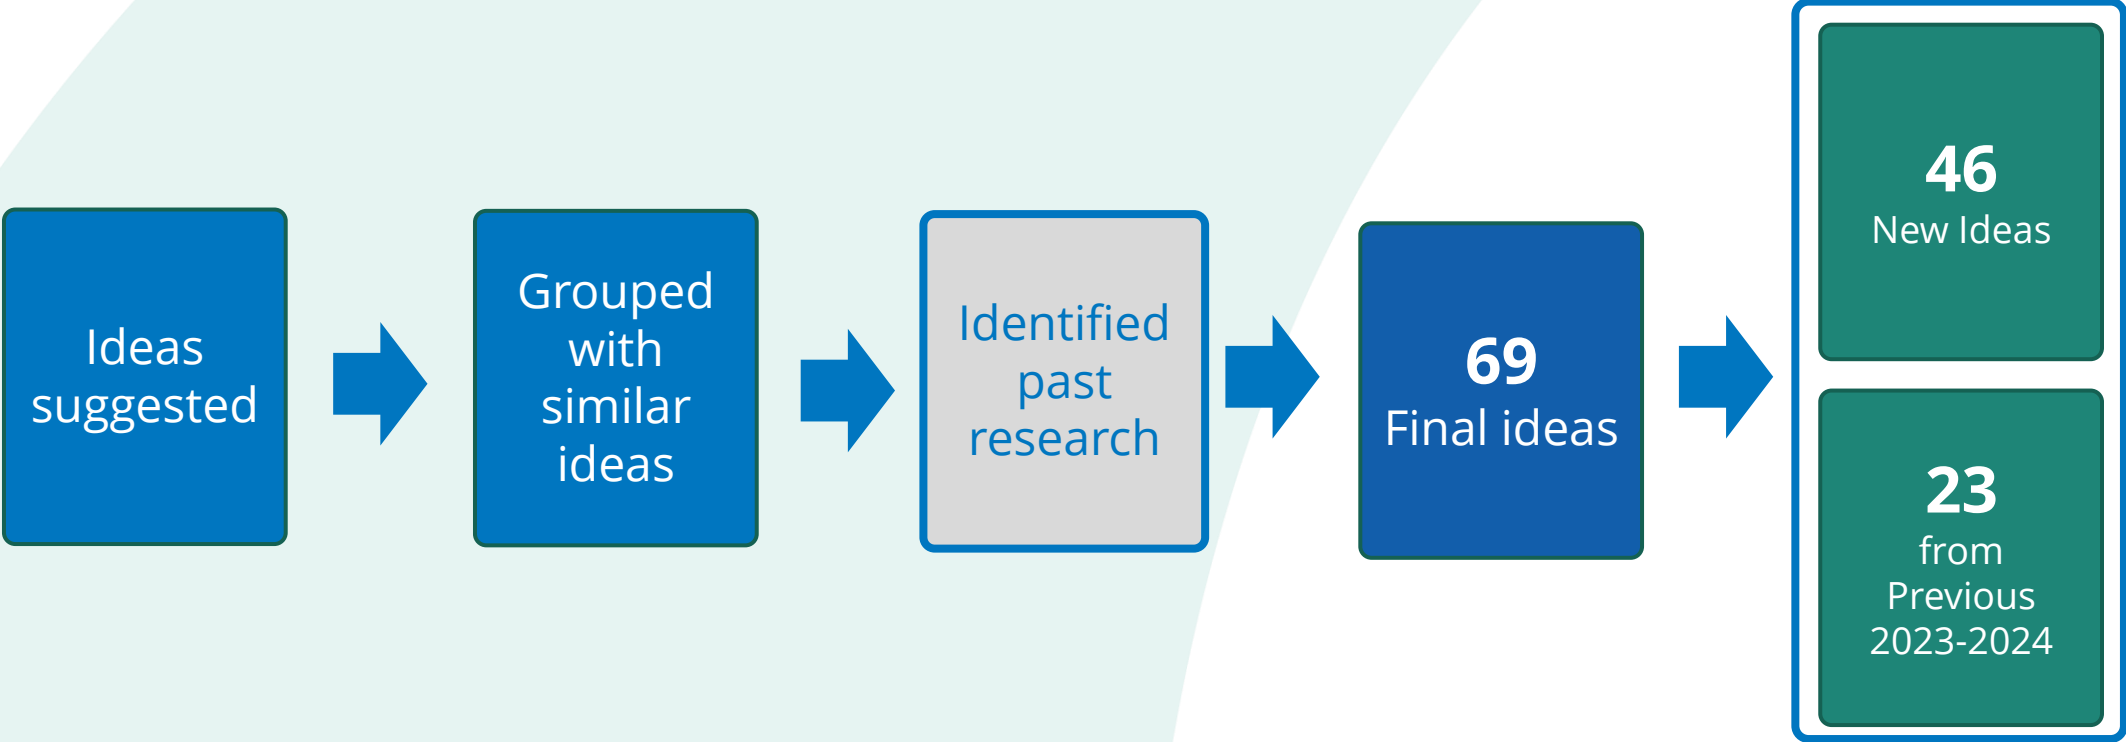 Ideas
suggested
Grouped
with
similar
ideas
Identified
past
research
69
Final ideas
46
New Ideas
23
from
Previous
2023-2024